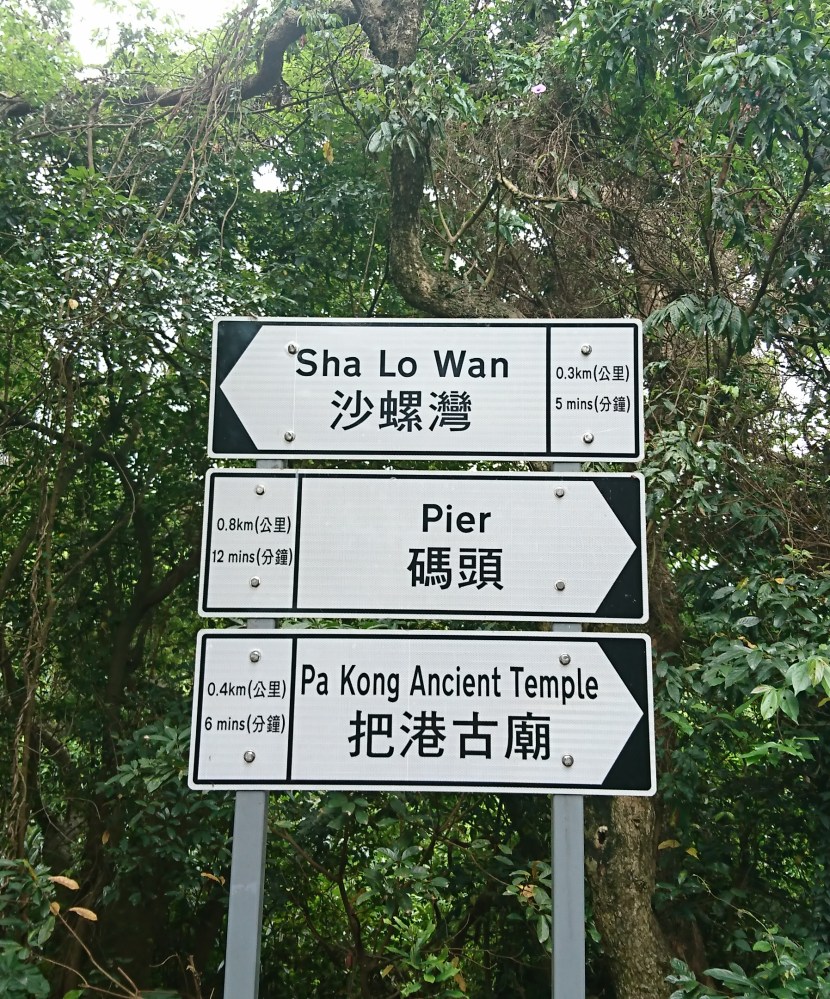 Sha Lo Wan
沙螺灣
0.3km(公里)
5 mins(分鐘)
0.8km(公里)
12 mins(分鐘)
Pier
碼頭
0.4km(公里)
6 mins(分鐘)
Pa Kong Ancient Temple
把港古廟